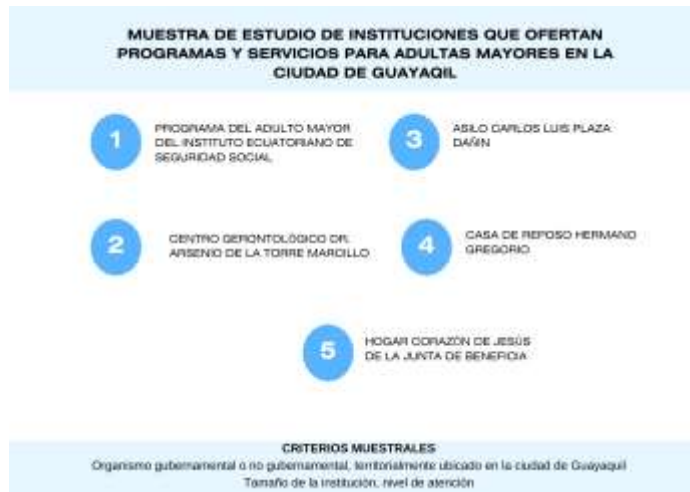 MUESTRA DE ESTUDIO DE INSTITUCIONES QUE OFERTAN
PROGRAMAS Y SERVICIOS PARA ADULTAS MAYORES EN LA
CIUDAD DE GUAYAQIL
1
PROGRAMA DEL ADULTO MAYOR
DEL INSTITUTO ECUATORIANO DE
SEGURIDAD SOCIAL
2
CENTRO GERONTOLÓGICO DR.
ARSENIO DE LA TORRE MARCILLO
3
ASILO CARLOS LUIS PLAZA
DAÑIN
4
CASA DE REPOSO HERMANO
GREGORIO
5
HOGAR CORAZÓN DE JESÚS
DE LA JUNTA DE BENEFICIA
CRITERIOS MUESTRALES
Organismo gubernamental o no gubernamental, territorialmente ubicado en la ciudad de Guayaquil
Tamaño de la institución, nivel de atención